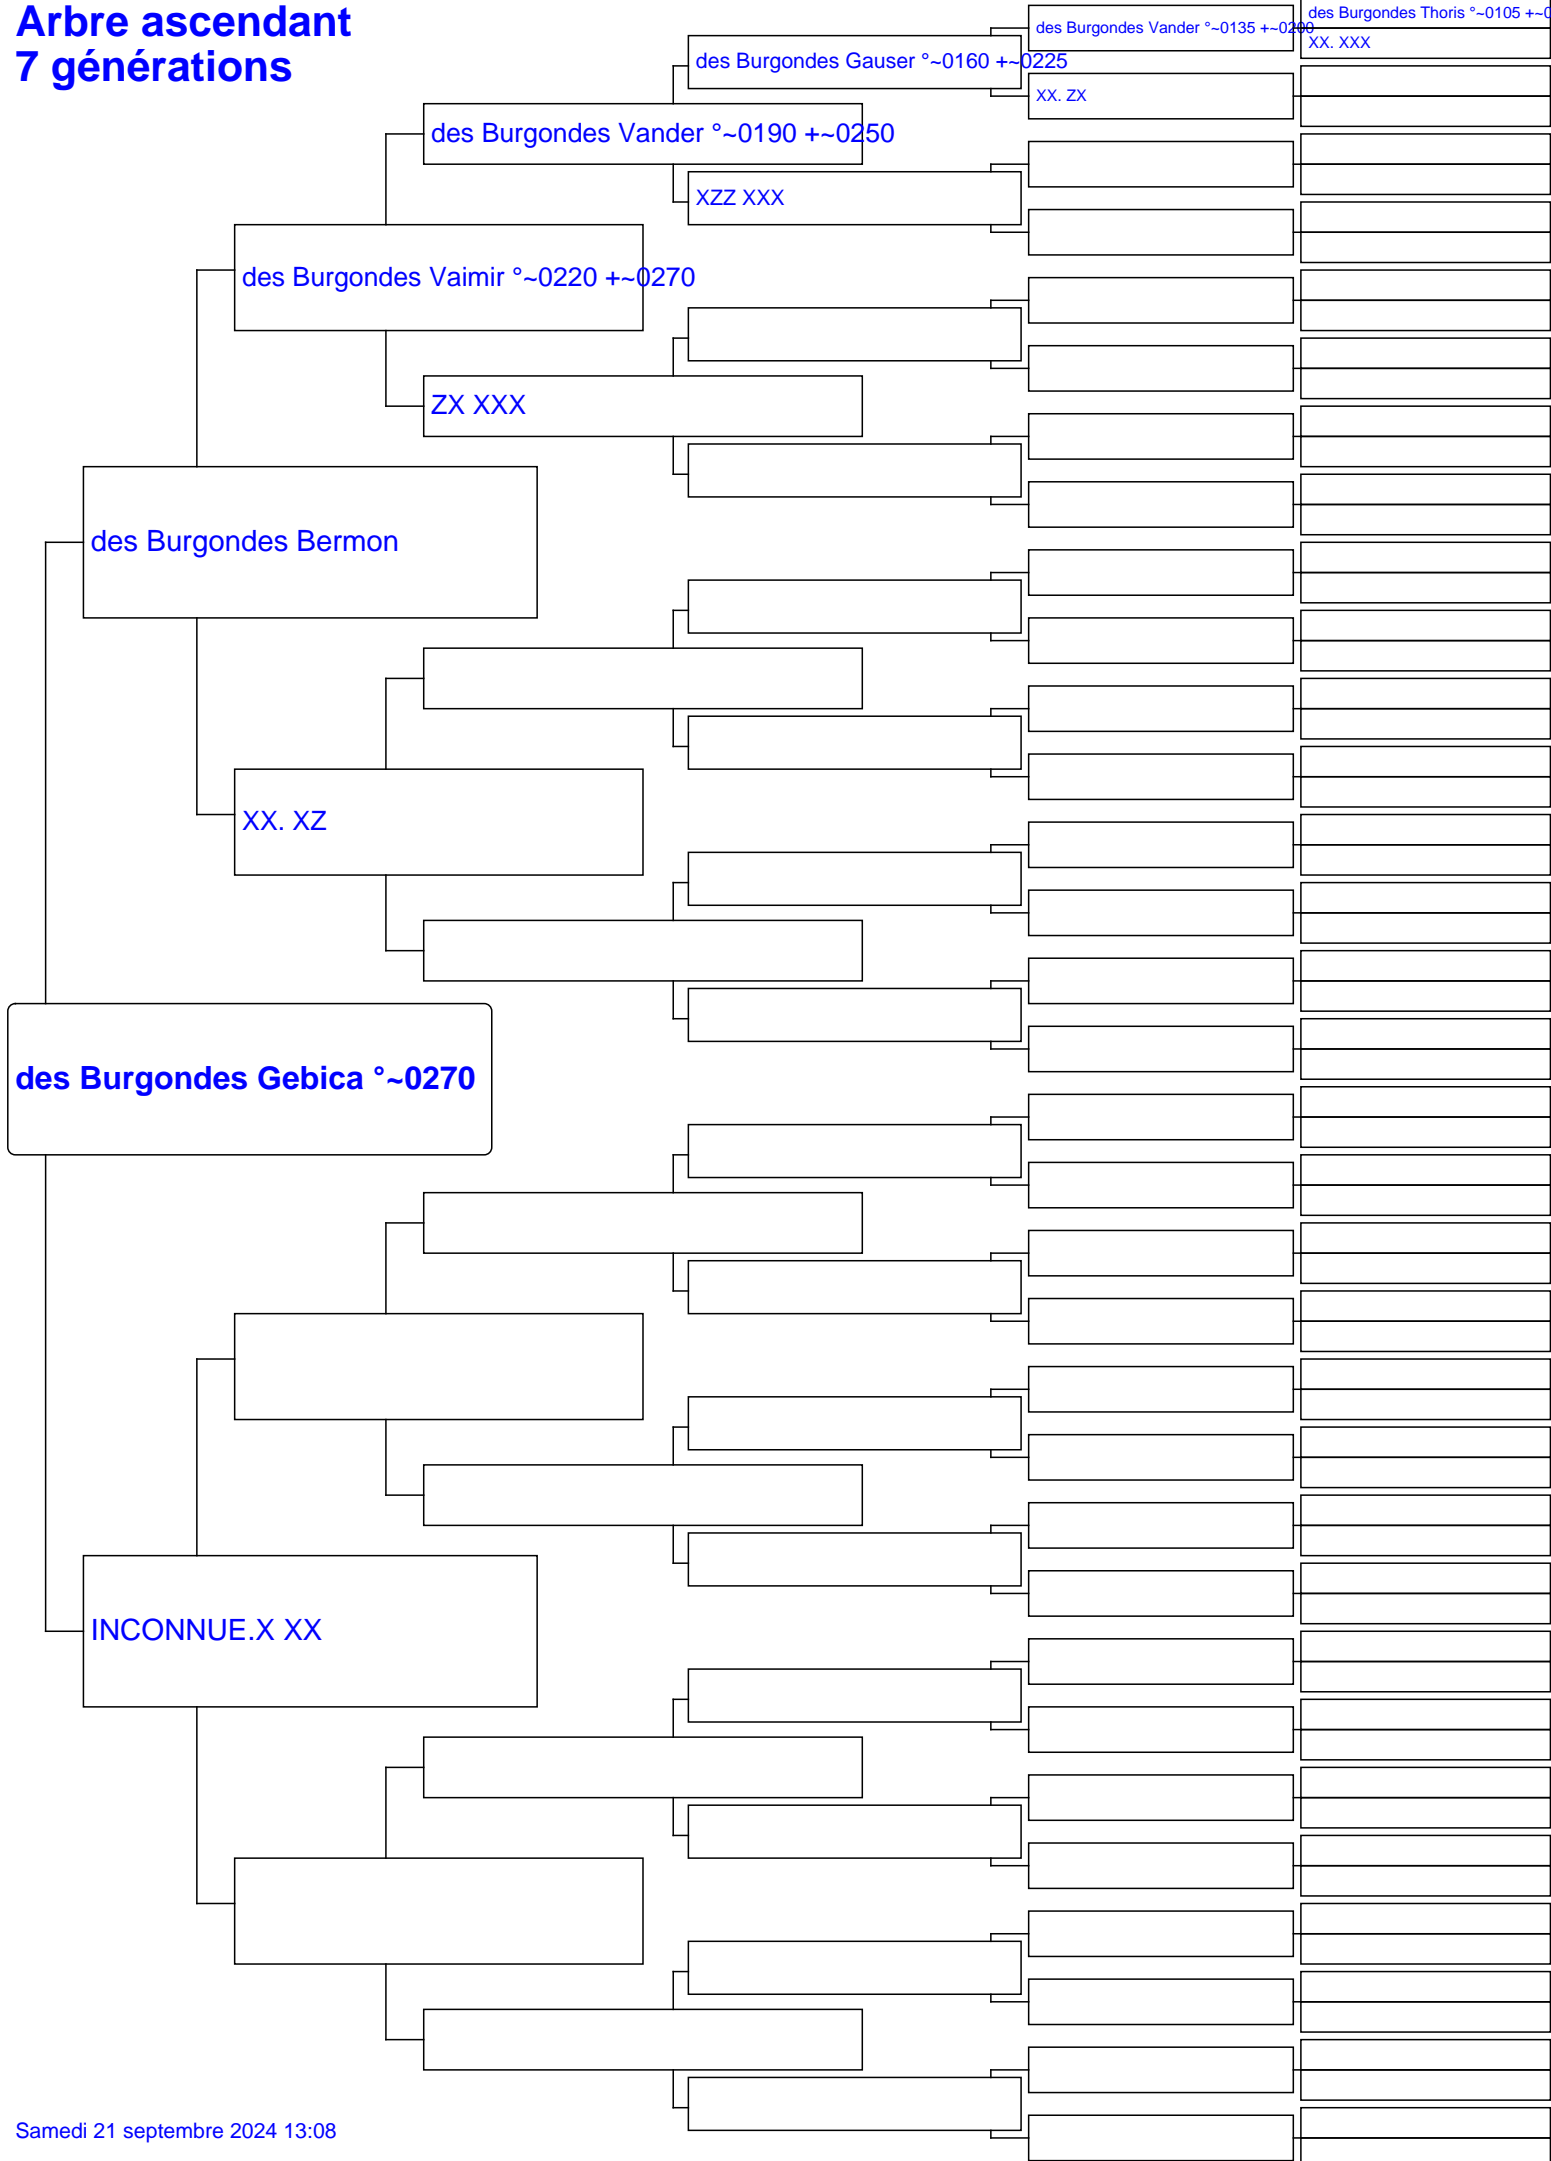 Arbre ascendant
7 générations
des Burgondes Thoris °~0105 +~0
des Burgondes Vander °~0135 +~0200
XX. XXX
des Burgondes Gauser °~0160 +~0225
XX. ZX
des Burgondes Vander °~0190 +~0250
XZZ XXX
des Burgondes Vaimir °~0220 +~0270
ZX XXX
des Burgondes Bermon
XX. XZ
des Burgondes Gebica °~0270
INCONNUE.X XX
Samedi 21 septembre 2024 13:08